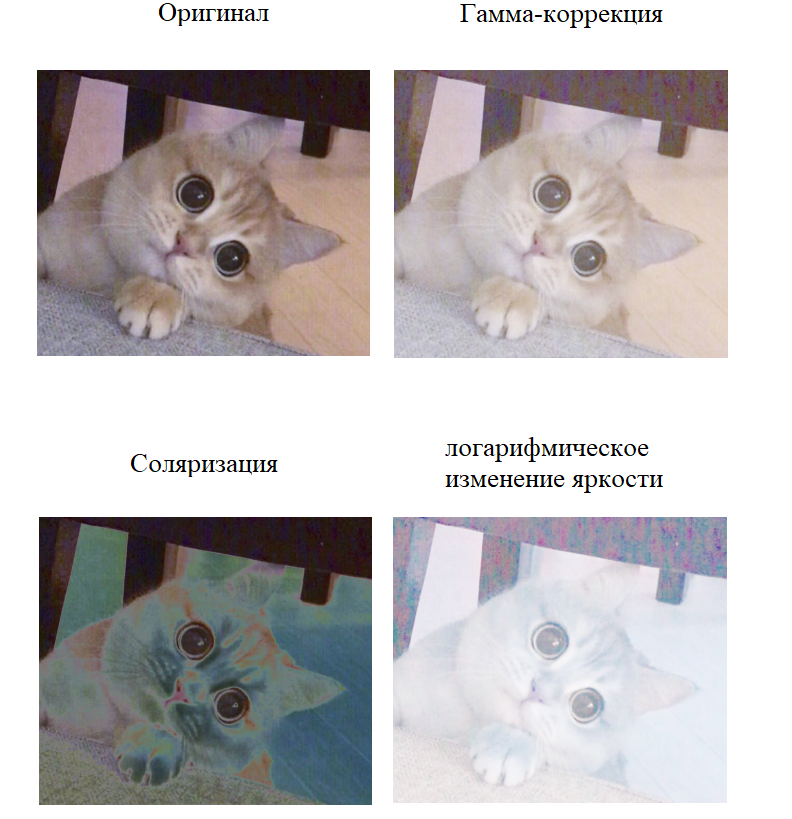 Оригинал
Гамма-коррекция
Соляризация
логарифмическое
изменение яркости